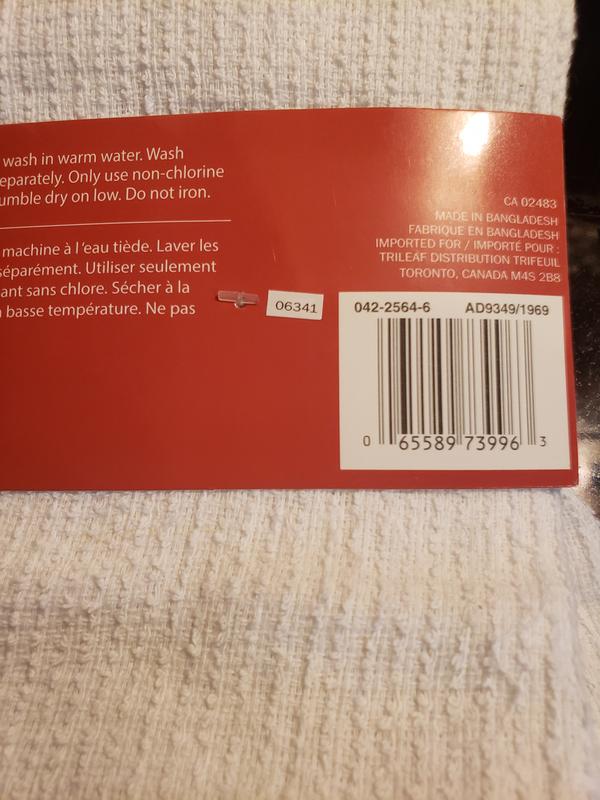 wash in warm water. Wash
eparately. Only use non-chlorine
umble dry on low. Do not iron.
machine à l'eau tiède. Laver les
séparément. Utiliser seulement
ant sans chlore. Sécher à la
basse température. Ne pas
06341
CA 02483
MADE IN BANGLADESH
FABRIQUE EN BANGLADESH
IMPORTED FOR / IMPORTÉ POUR :
TRILEAF DISTRIBUTION TRIFEUIL
TORONTO, CANADA M4S 2B8
042-2564-6 AD9349/1969
0 65589 73996 3